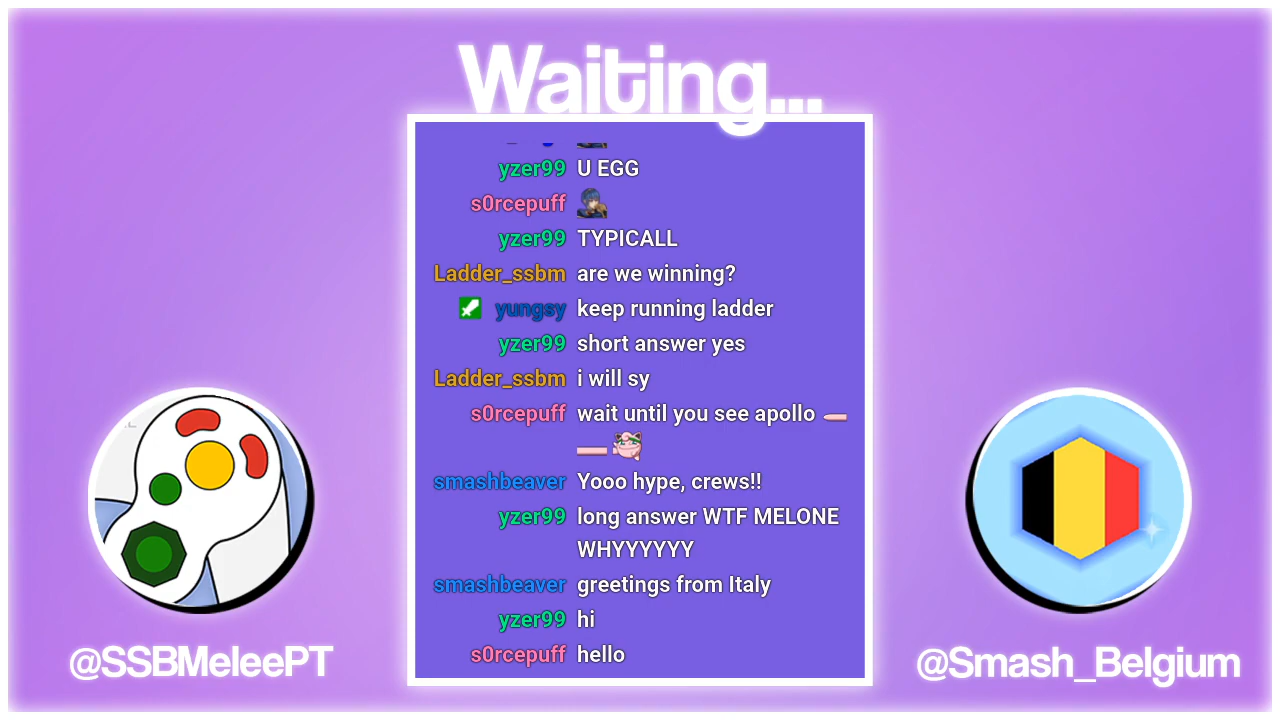 Waiting...
yzer99 U EGG
s0rcepuff
yzer99 TYPICALL
Ladder_ssbm are we winning?
yungsy keep running ladder
yzer99 short answer yes
Ladder_ssbm i will sy
s0rcepuff wait until you see apollo
smashbeaver Yooo hype, crews!!
yzer99 long answer WTF MELONE
WHYYYYYY
smashbeaver greetings from Italy
yzer99 hi
s0rcepuff hello
@SSBMeleePT
@Smash_Belgium